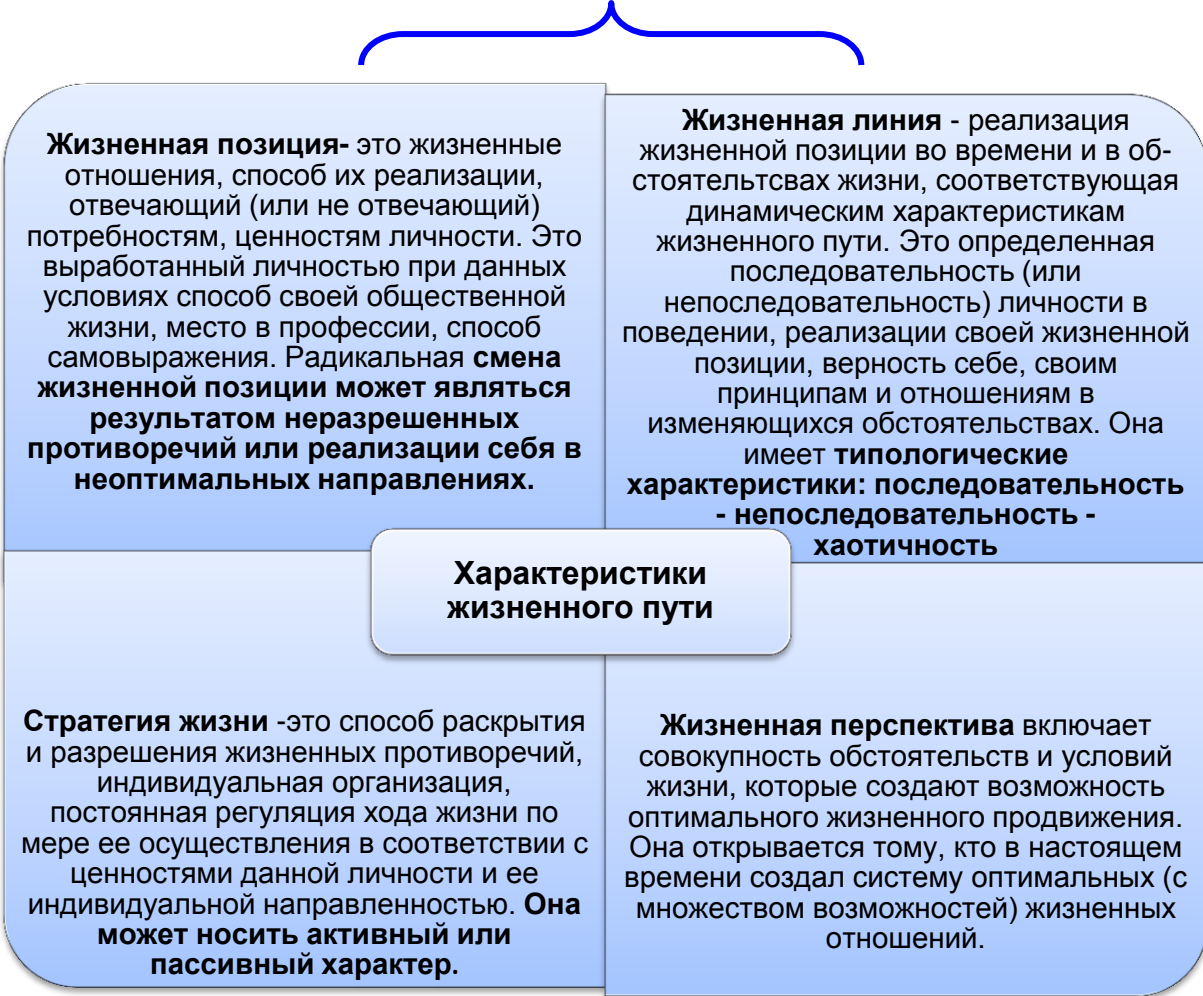 Жизненная позиция- это жизненные
отношения, способ их реализации,
отвечающий (или не отвечающий)
потребностям, ценностям личности. Это
выработанный личностью при данных
условиях способ своей общественной
жизни, место в профессии, способ
самовыражения. Радикальная смена
жизненной позиции может являться
результатом неразрешенных
противоречий или реализации себя в
неоптимальных направлениях.
Жизненная линия - реализация
жизненной позиции во времени и в об-
стоятельтсвах жизни, соответствующая
динамическим характеристикам
жизненного пути. Это определенная
последовательность (или
непоследовательность) личности в
поведении, реализации своей жизненной
позиции, верность себе, своим
принципам и отношениям в
изменяющихся обстоятельствах. Она
имеет типологические
характеристики: последовательность
- непоследовательность -
хаотичность
Характеристики
жизненного пути
Стратегия жизни -это способ раскрытия
и разрешения жизненных противоречий,
индивидуальная организация,
постоянная регуляция хода жизни по
мере ее осуществления в соответствии с
ценностями данной личности и ее
индивидуальной направленностью. Она
может носить активный или
пассивный характер.
Жизненная перспектива включает
совокупность обстоятельств и условий
жизни, которые создают возможность
оптимального жизненного продвижения.
Она открывается тому, кто в настоящем
времени создал систему оптимальных (с
множеством возможностей) жизненных
отношений.